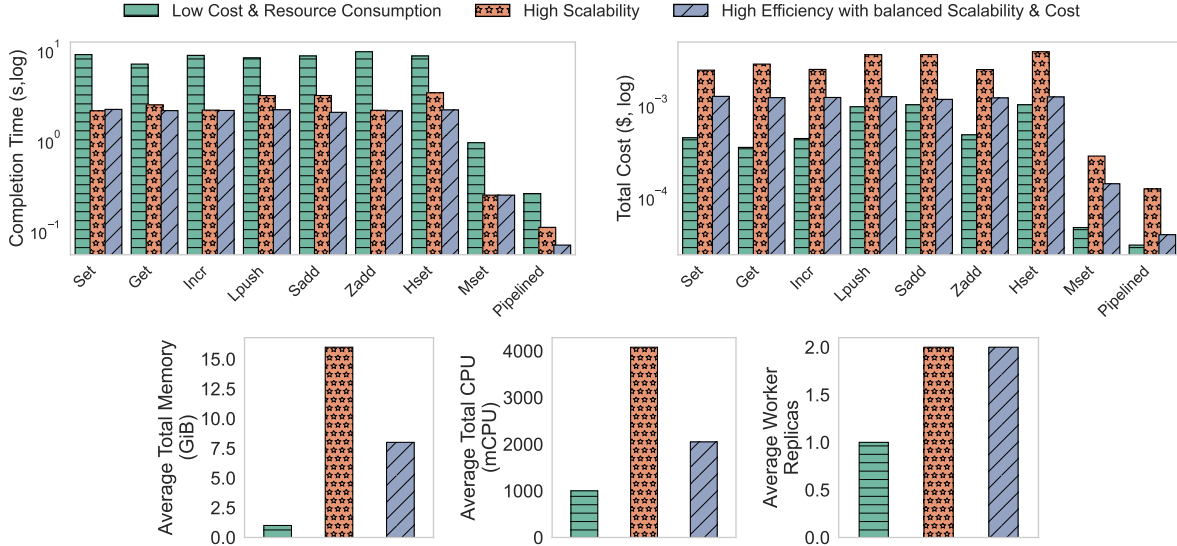 Low Cost & Resource Consumption
High Scalability
High Efficiency with balanced Scalability & Cost
Completion Time (s,log)
10¹
10⁰
10⁻¹
Set
Get
Incr
Lpush
Sadd
Zadd
Hset
Mset
Pipelined
Total Cost ($, log)
10⁻³
10⁻⁴
Set
Get
Incr
Lpush
Sadd
Zadd
Hset
Mset
Pipelined
Average Total Memory
(GiB)
15.0
12.5
10.0
7.5
5.0
2.5
0.0
Average Total CPU
(mCPU)
4000
3000
2000
1000
0
Average Worker
Replicas
2.0
1.5
1.0
0.5
0.0